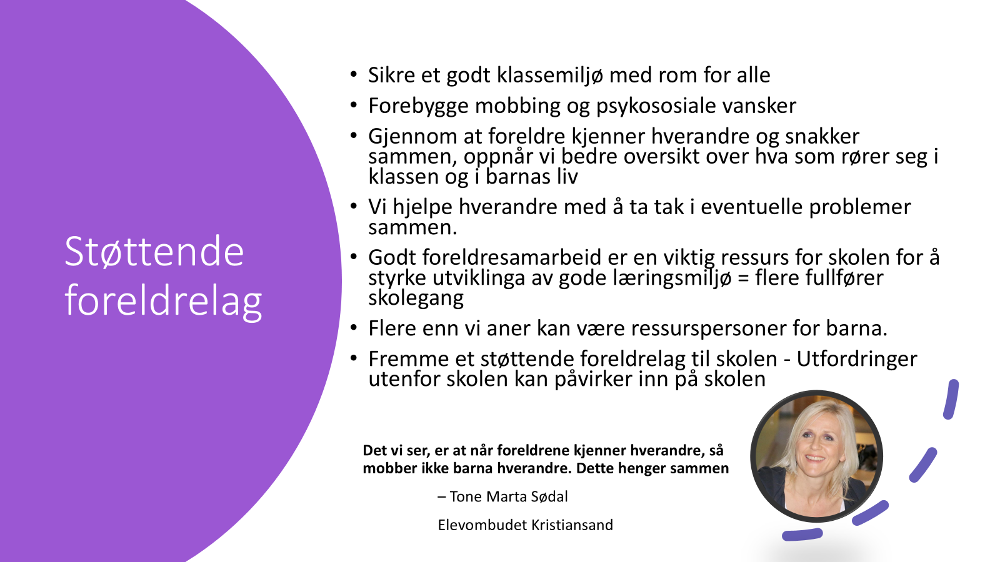 Støttende
foreldrelag
• Sikre et godt klassemiljø med rom for alle
• Forebygge mobbing og psykososiale vansker
• Gjennom at foreldre kjenner hverandre og snakker
sammen, oppnår vi bedre oversikt over hva som rører seg i
klassen og i barnas liv
• Vi hjelpe hverandre med å ta tak i eventuelle problemer
sammen.
• Godt foreldresamarbeid er en viktig ressurs for skolen for å
styrke utviklinga av gode læringsmiljø = flere fullfører
skolegang
• Flere enn vi aner kan være ressurspersoner for barna.
• Fremme et støttende foreldrelag til skolen - Utfordringer
utenfor skolen kan påvirker inn på skolen
Det vi ser, er at når foreldrene kjenner hverandre, så
mobber ikke barna hverandre. Dette henger sammen
– Tone Marta Sødal
Elevombudet Kristiansand